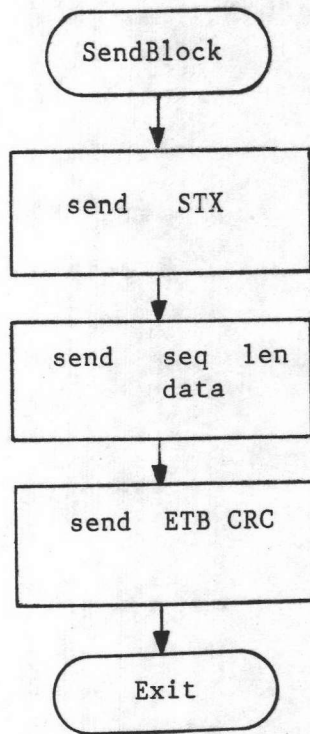 SendBlock
send STX
send seq len
data
send ETB CRC
Exit